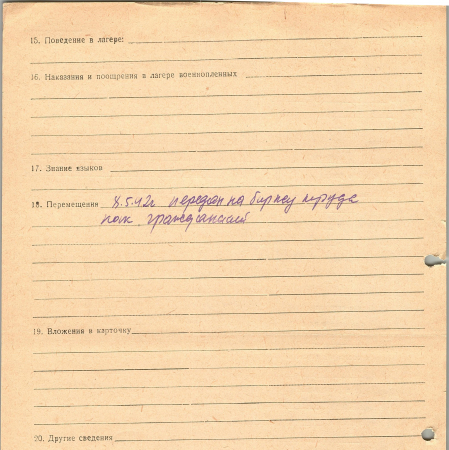 15. Поведение в лагере:
16. Наказания и поощрения в лагере военнопленных
17. Знание языков
18. Перемещения 8.5.42г передан на биржу труда
как гражданский
19. Вложения в карточку
20. Другие сведения